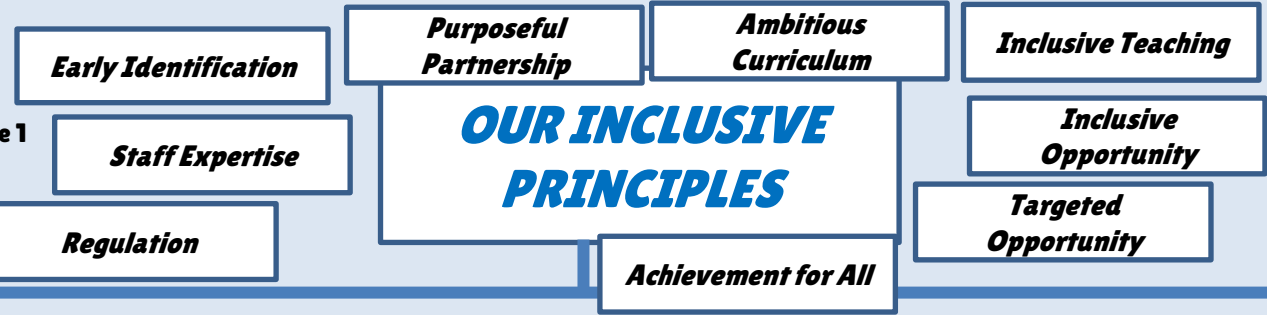 Purposeful
Partnership
Ambitious
Curriculum
Inclusive Teaching
Early Identification
OUR INCLUSIVE
PRINCIPLES
Inclusive
Opportunity
e 1
Staff Expertise
Targeted
Opportunity
Regulation
Achievement for All